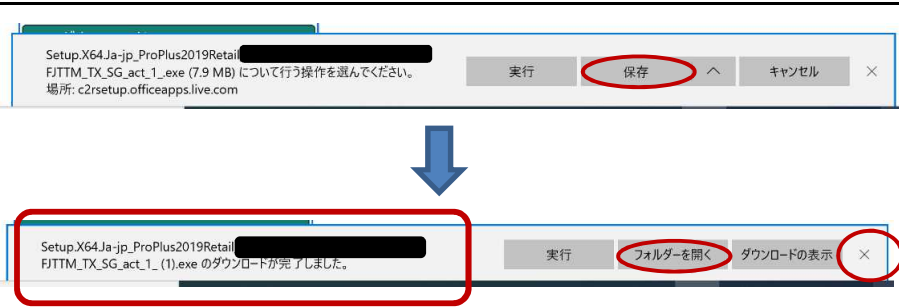 Setup.X64.Ja-jp_ProPlus2019Retail
FJTTM_TX_SG_act_1_.exe (7.9 MB) について行う操作を選んでください。
場所: c2rsetup.officeapps.live.com
実行
保存
キャンセル
Setup.X64.Ja-jp_ProPlus2019Retail
FJTTM_TX_SG_act_1_ (1).exe のダウンロードが完了しました。
実行
フォルダーを開く
ダウンロードの表示